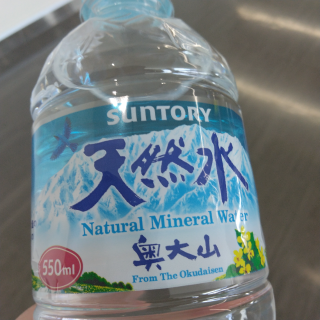 SUNTORY
天然水
Natural Mineral Water
奥大山
From The Okudaisen
550ml